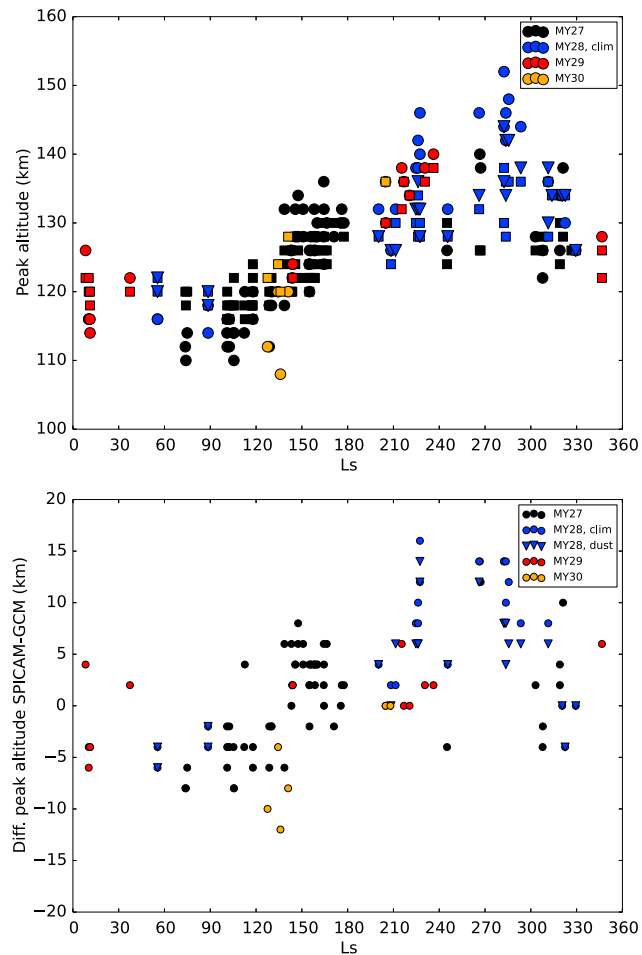 160
150
140
130
120
110
100
Peak altitude (km)
MY27
MY28, clim
MY29
MY30
0 30 60 90 120 150 180 210 240 270 300 330 360
Ls
20
15
10
5
0
−5
−10
−15
−20
Diff. peak altitude SPICAM-GCM (km)
MY27
MY28, clim
MY28, dust
MY29
MY30
0 30 60 90 120 150 180 210 240 270 300 330 360
Ls